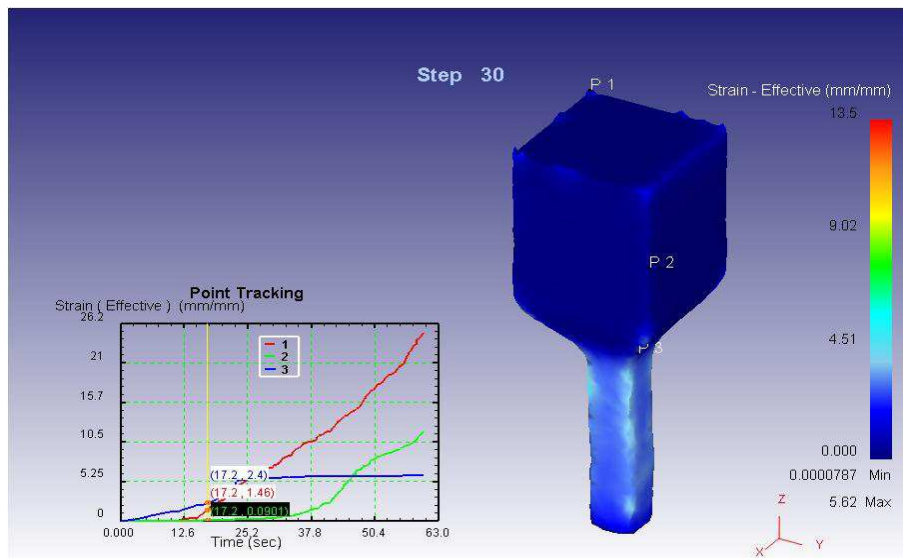 Step 30
P 1
Strain - Effective (mm/mm)
13.5
9.02
P 2
Point Tracking
Strain ( Effective ) (mm/mm)
26.2
1
2
3
21
15.7
10.5
5.25
0
P 3
4.51
(17.2 , 2.4)
(17.2 , 1.46)
(17.2 , 0.0901)
0.000 12.6 25.2 37.8 50.4 63.0
Time (sec)
0.000
0.0000787 Min
5.62 Max
Z
X Y